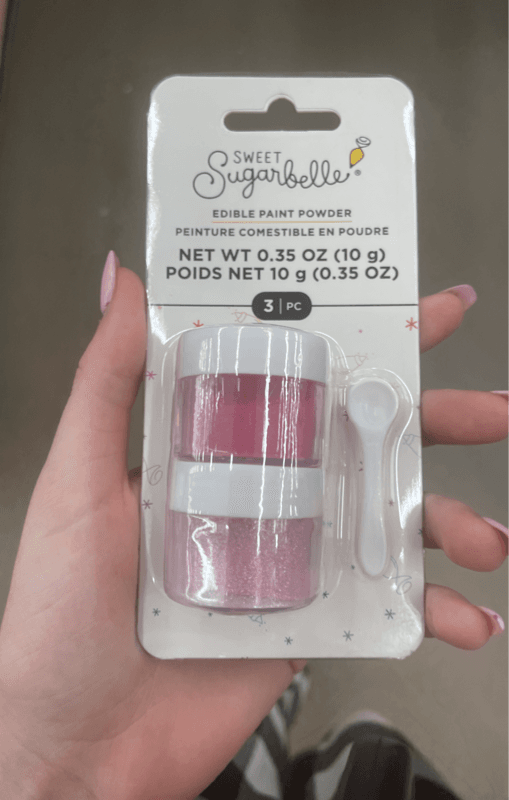 SWEET
Sugarbelle®
EDIBLE PAINT POWDER
PEINTURE COMESTIBLE EN POUDRE
NET WT 0.35 OZ (10 g)
POIDS NET 10 g (0.35 OZ)
3 | PC